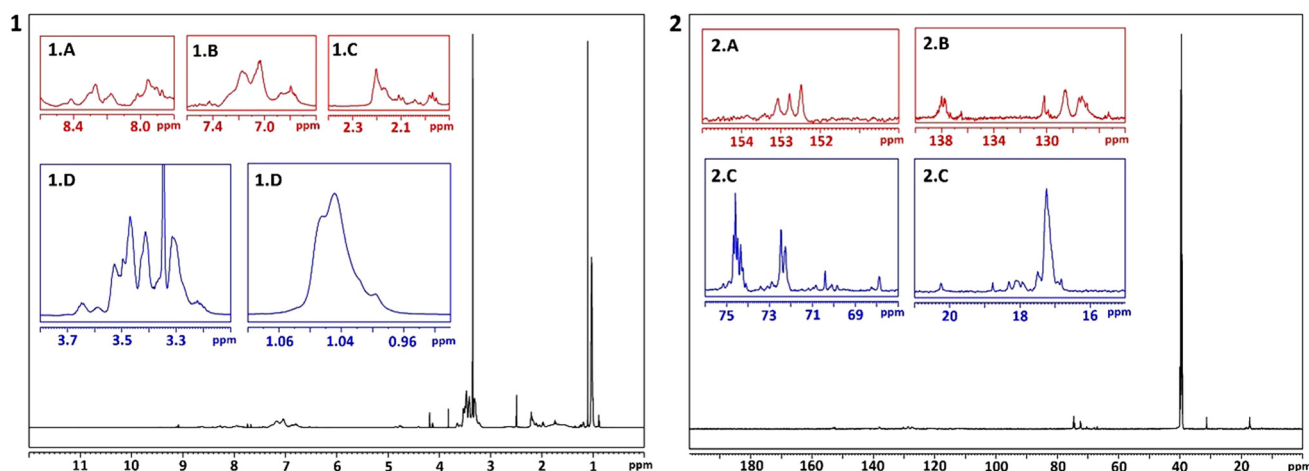 1
1.A
8.4 8.0 ppm
1.B
7.4 7.0 ppm
1.C
2.3 2.1 ppm
1.D
3.7 3.5 3.3 ppm
1.D
1.06 1.04 0.96 ppm
11 10 9 8 7 6 5 4 3 2 1 ppm
2
2.A
154 153 152 ppm
2.B
138 134 130 ppm
2.C
75 73 71 69 ppm
2.C
20 18 16 ppm
180 160 140 120 100 80 60 40 20 ppm